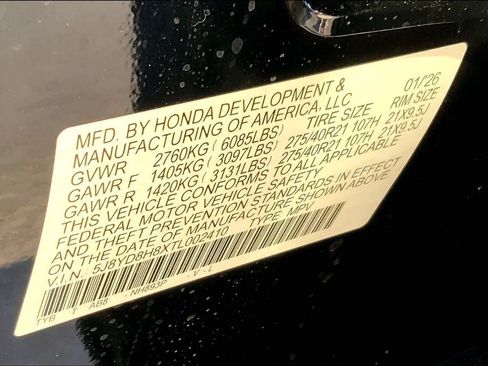 MFD. BY HONDA DEVELOPMENT & 01/26
MANUFACTURING OF AMERICA, LLC
GVWR 2760KG (6085LBS) TIRE SIZE RIM SIZE
GAWR F 1405KG (3097LBS) 275/40R21 107H 21X9.5J
GAWR R 1420KG (3131LBS) 275/40R21 107H 21X9.5J
THIS VEHICLE CONFORMS TO ALL APPLICABLE
FEDERAL MOTOR VEHICLE SAFETY
AND THEFT PREVENTION STANDARDS IN EFFECT
ON THE DATE OF MANUFACTURE SHOWN ABOVE
V.I.N.: 5J8YD8H8XTL002410 TYPE: MPV
TYB T AB8 - NH893P - V - L